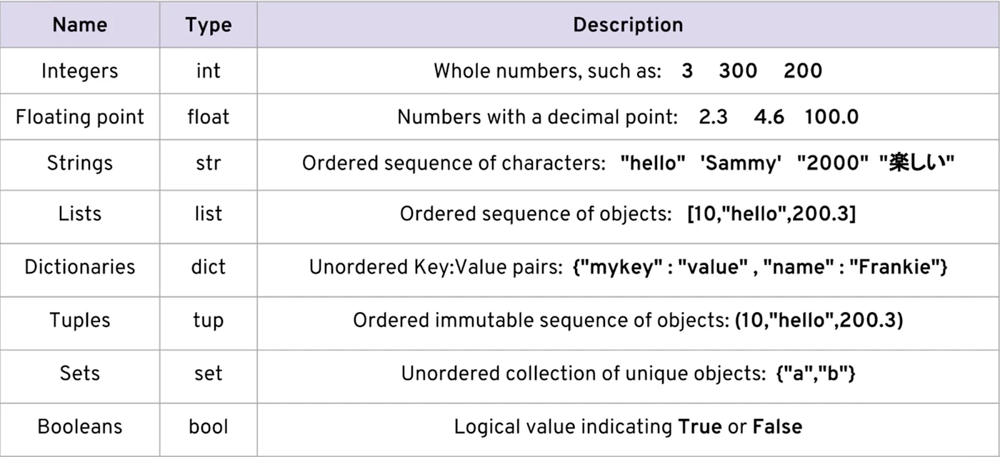 Name Type Description
Integers int Whole numbers, such as: 3 300 200
Floating point float Numbers with a decimal point: 2.3 4.6 100.0
Strings str Ordered sequence of characters: "hello" 'Sammy' "2000" "楽しい"
Lists list Ordered sequence of objects: [10,"hello",200.3]
Dictionaries dict Unordered Key:Value pairs: {"mykey" : "value" , "name" : "Frankie"}
Tuples tup Ordered immutable sequence of objects: (10,"hello",200.3)
Sets set Unordered collection of unique objects: {"a","b"}
Booleans bool Logical value indicating True or False